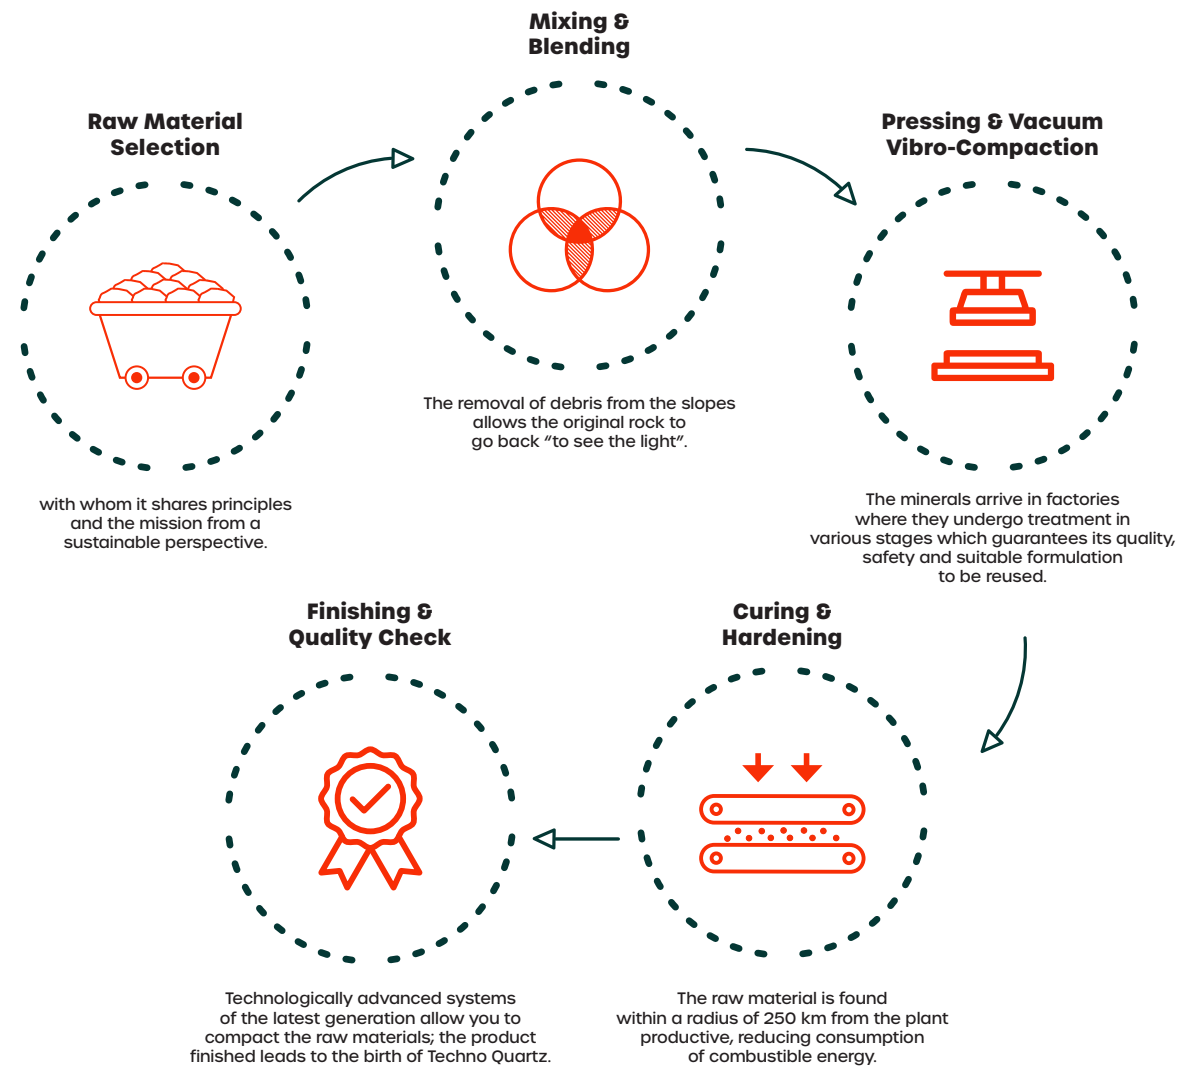 Raw Material
Selection
with whom it shares principles
and the mission from a
sustainable perspective.
Mixing &
Blending
The removal of debris from the slopes
allows the original rock to
go back “to see the light”.
Pressing & Vacuum
Vibro-Compaction
The minerals arrive in factories
where they undergo treatment in
various stages which guarantees its quality,
safety and suitable formulation
to be reused.
Curing &
Hardening
The raw material is found
within a radius of 250 km from the plant
productive, reducing consumption
of combustible energy.
Finishing &
Quality Check
Technologically advanced systems
of the latest generation allow you to
compact the raw materials; the product
finished leads to the birth of Techno Quartz.